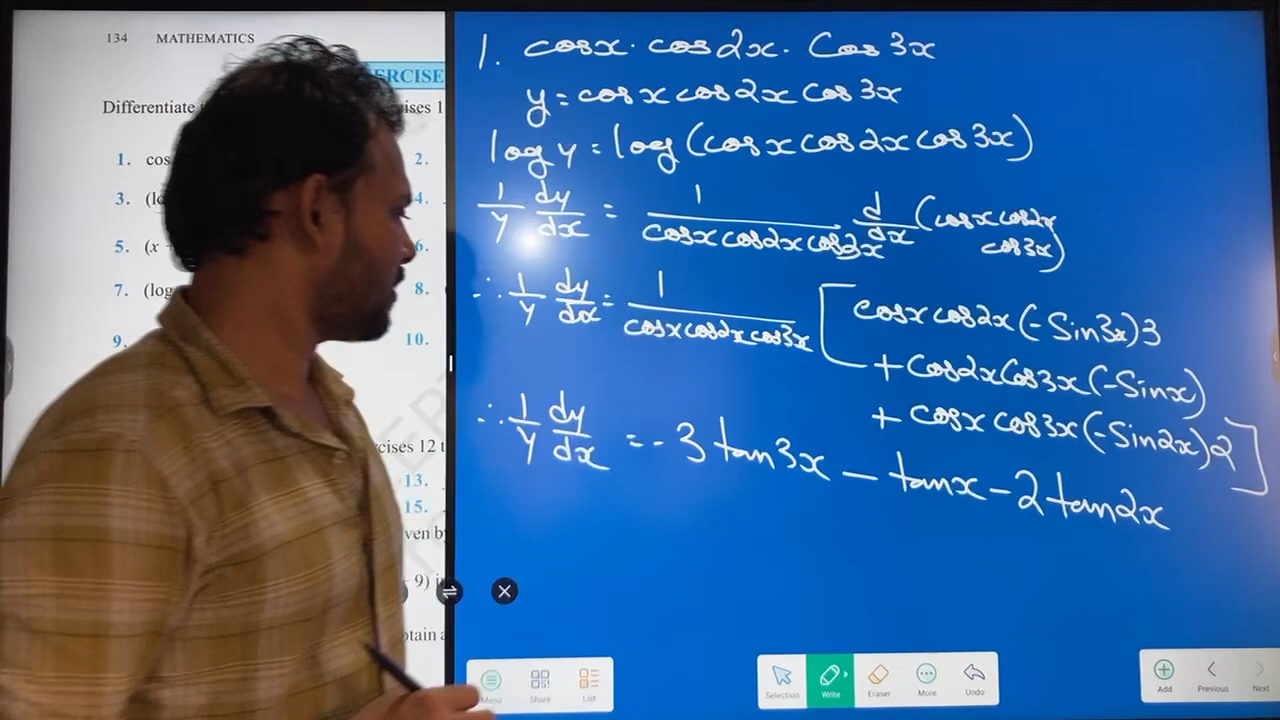 134 MATHEMATICS
ERCISE
Differentiate
1. cos
2.
3.
4.
5. (x
6.
7. (log
8.
9.
10.
cises 12 t
13.
15.
ven by
9) i
otain a
1. cosx. cos2x. Cos3x
y = cosx cos2x cos3x
log y = log (cosx cos2x cos3x)
1/y dy/dx = 1/(cosx cos2x cos3x) d/dx (cosx cos2x cos3x)
∴ 1/y dy/dx = 1/(cosx cos2x cos3x) [cosx cos2x (-Sin3x)3
+ Cos2x Cos3x (-Sinx)
+ cosx cos3x (-Sin2x)2]
∴ 1/y dy/dx = -3 tan3x - tanx - 2 tan2x
Menu
Share
List
Selection
Write
Eraser
More
Undo
Add
Previous
Next